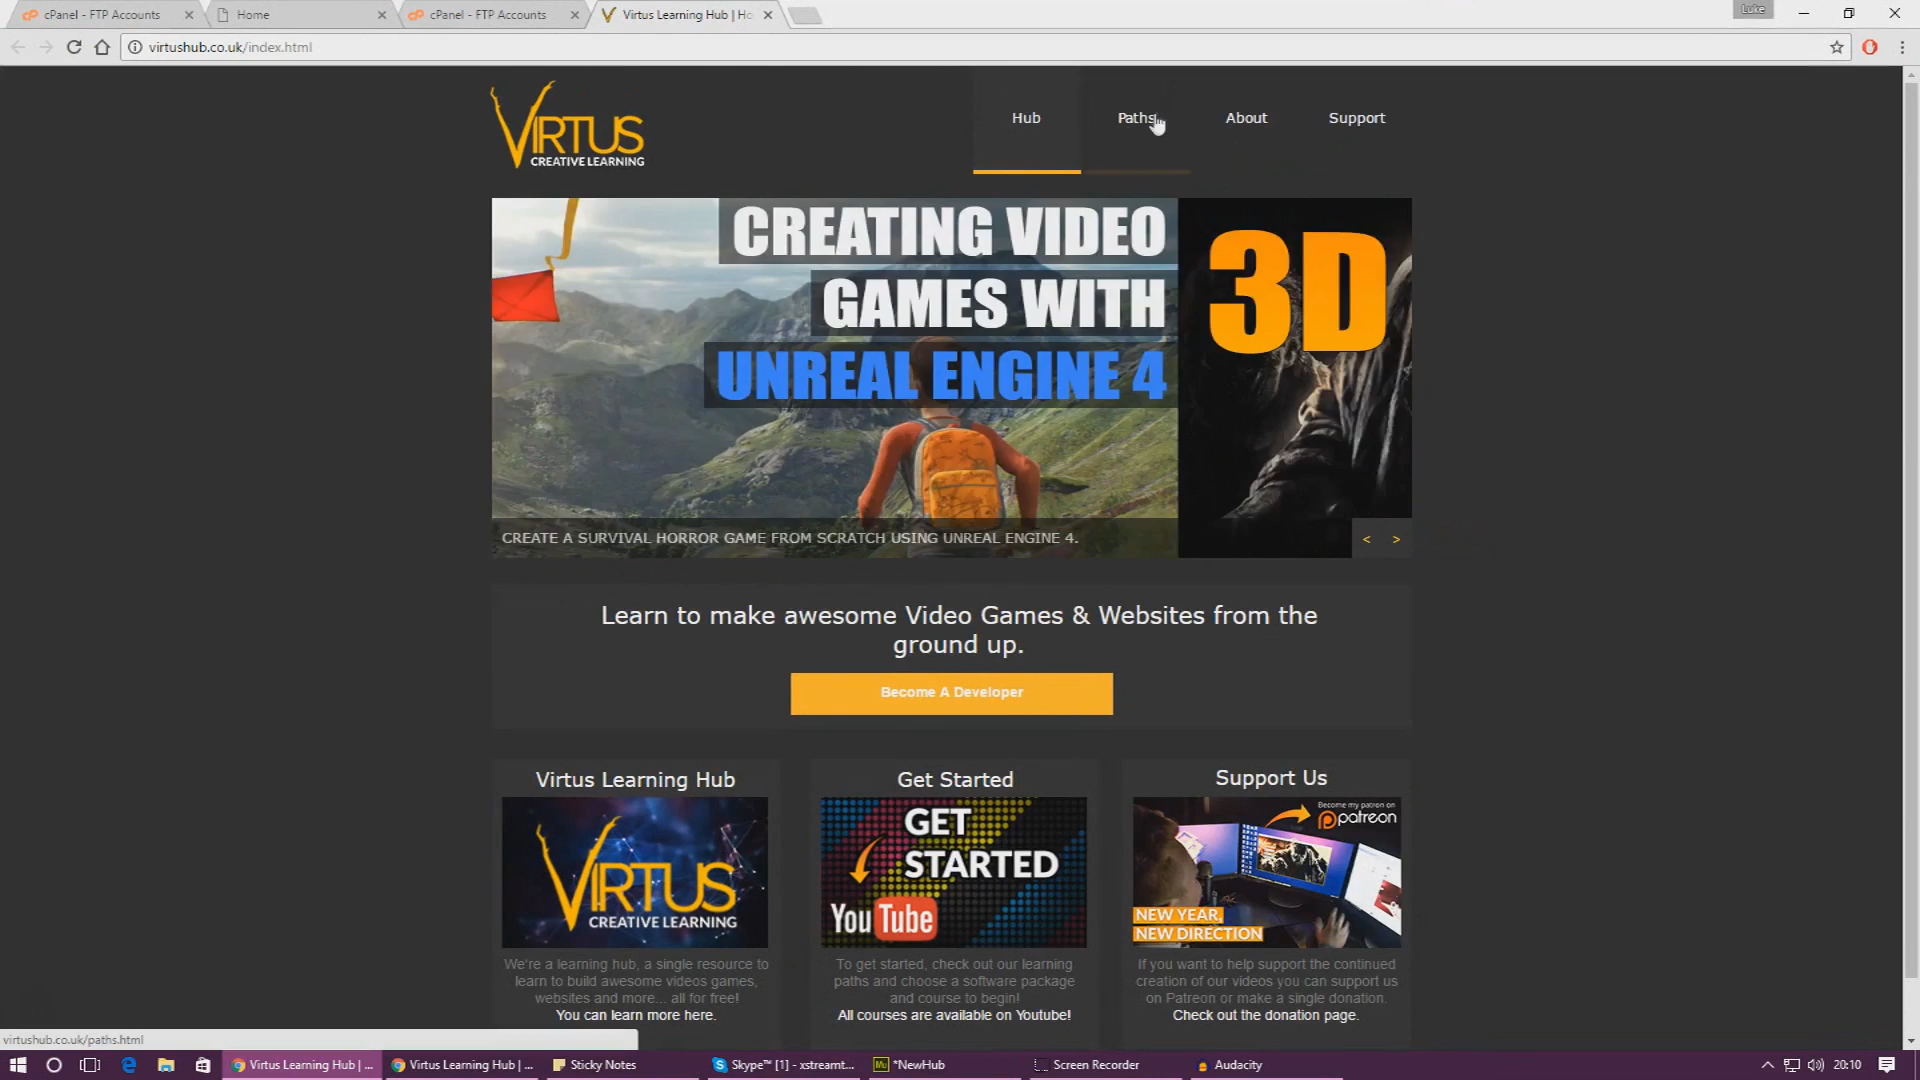 cPanel - FTP Accounts
Home
cPanel - FTP Accounts
Virtus Learning Hub | Ho
Luke
virtushub.co.uk/index.html
VIRTUS
CREATIVE LEARNING
Hub
Paths
About
Support
CREATING VIDEO
GAMES WITH
UNREAL ENGINE 4
3D
CREATE A SURVIVAL HORROR GAME FROM SCRATCH USING UNREAL ENGINE 4.
< >
Learn to make awesome Video Games & Websites from the
ground up.
Become A Developer
Virtus Learning Hub
VIRTUS
CREATIVE LEARNING
We're a learning hub, a single resource to
learn to build awesome videos games,
websites and more... all for free!
You can learn more here.
Get Started
GET
STARTED
YouTube
To get started, check out our learning
paths and choose a software package
and course to begin!
All courses are available on Youtube!
Support Us
Become my patron on
patreon
NEW YEAR,
NEW DIRECTION
If you want to help support the continued
creation of our videos you can support us
on Patreon or make a single donation.
Check out the donation page.
virtushub.co.uk/paths.html
Virtus Learning Hub | ...
Virtus Learning Hub | ...
Sticky Notes
Skype™ [1] - xstreamt...
Mu
*NewHub
Screen Recorder
Audacity
20:10